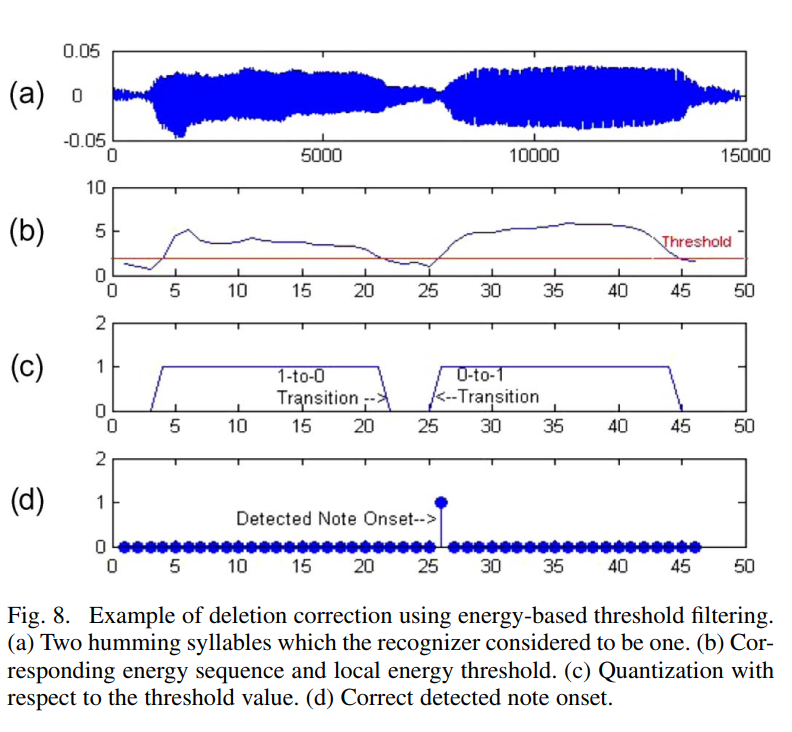 (a)
0.05
0
-0.05
0 5000 10000 15000
(b)
10
5
0
Threshold
0 5 10 15 20 25 30 35 40 45 50
(c)
2
1
0
1-to-0
Transition -->
0-to-1
<--Transition
0 5 10 15 20 25 30 35 40 45 50
(d)
2
1
0
Detected Note Onset-->
0 5 10 15 20 25 30 35 40 45 50
Fig. 8. Example of deletion correction using energy-based threshold filtering.
(a) Two humming syllables which the recognizer considered to be one. (b) Cor-
responding energy sequence and local energy threshold. (c) Quantization with
respect to the threshold value. (d) Correct detected note onset.